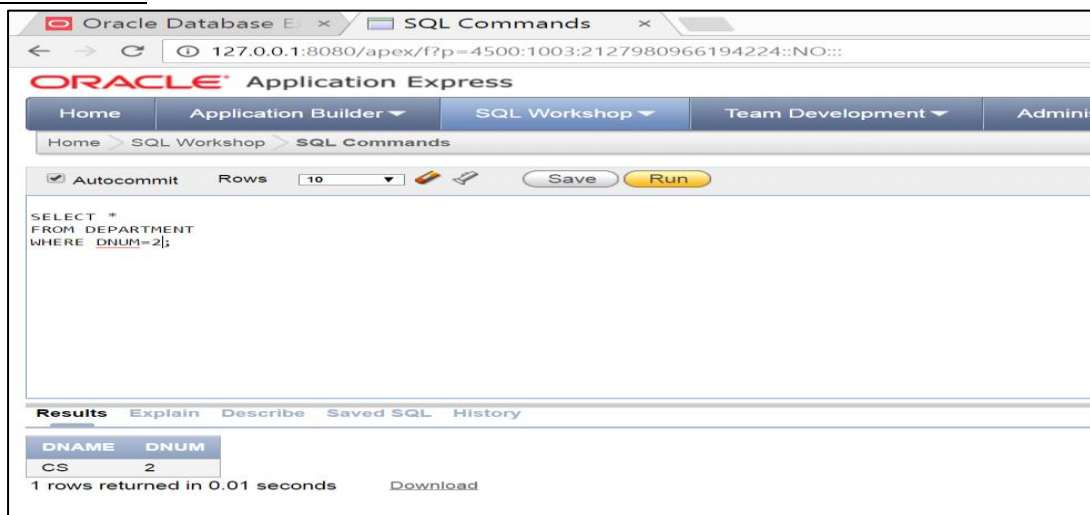 Oracle Database E × SQL Commands ×
127.0.0.1:8080/apex/f?p=4500:1003:2127980966194224::NO:::
ORACLE Application Express
Home Application Builder SQL Workshop Team Development Adminis
Home SQL Workshop SQL Commands
Autocommit Rows 10 Save Run
SELECT *
FROM DEPARTMENT
WHERE DNUM=2;
Results Explain Describe Saved SQL History
DNAME DNUM
CS 2
1 rows returned in 0.01 seconds Download